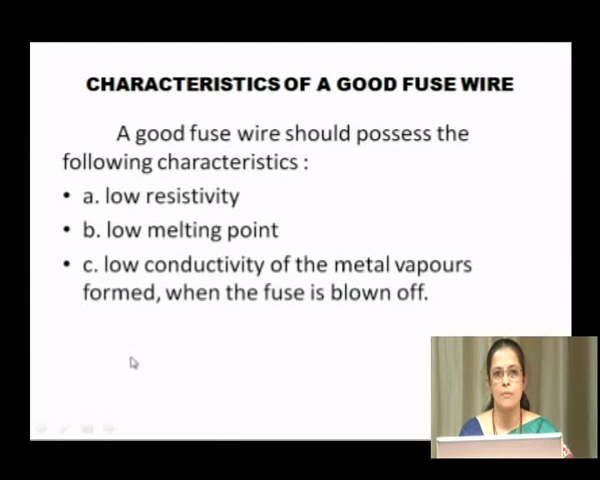 CHARACTERISTICS OF A GOOD FUSE WIRE
A good fuse wire should possess the
following characteristics :
• a. low resistivity
• b. low melting point
• c. low conductivity of the metal vapours
formed, when the fuse is blown off.